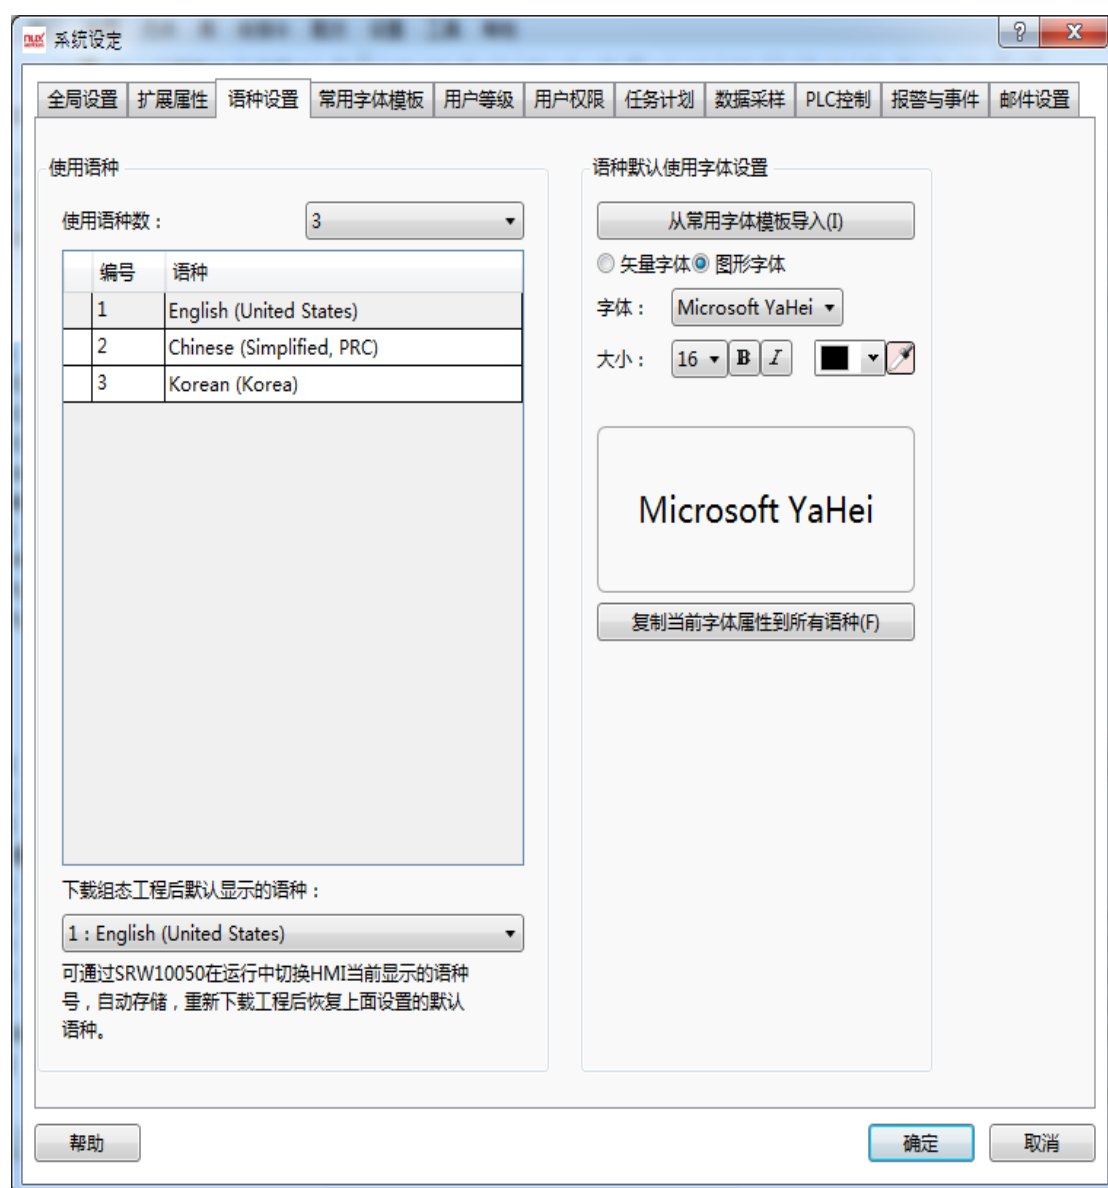 系统设定
全局设置 扩展属性 语种设置 常用字体模板 用户等级 用户权限 任务计划 数据采样 PLC控制 报警与事件 邮件设置
使用语种
使用语种数：
3
编号 语种
1 English (United States)
2 Chinese (Simplified, PRC)
3 Korean (Korea)
下载组态工程后默认显示的语种：
1：English (United States)
可通过SRW10050在运行中切换HMI当前显示的语种
号，自动存储，重新下载工程后恢复上面设置的默认
语种。
语种默认使用字体设置
从常用字体模板导入(I)
矢量字体 图形字体
字体： Microsoft YaHei
大小： 16 B I
Microsoft YaHei
复制当前字体属性到所有语种(F)
帮助 确定 取消